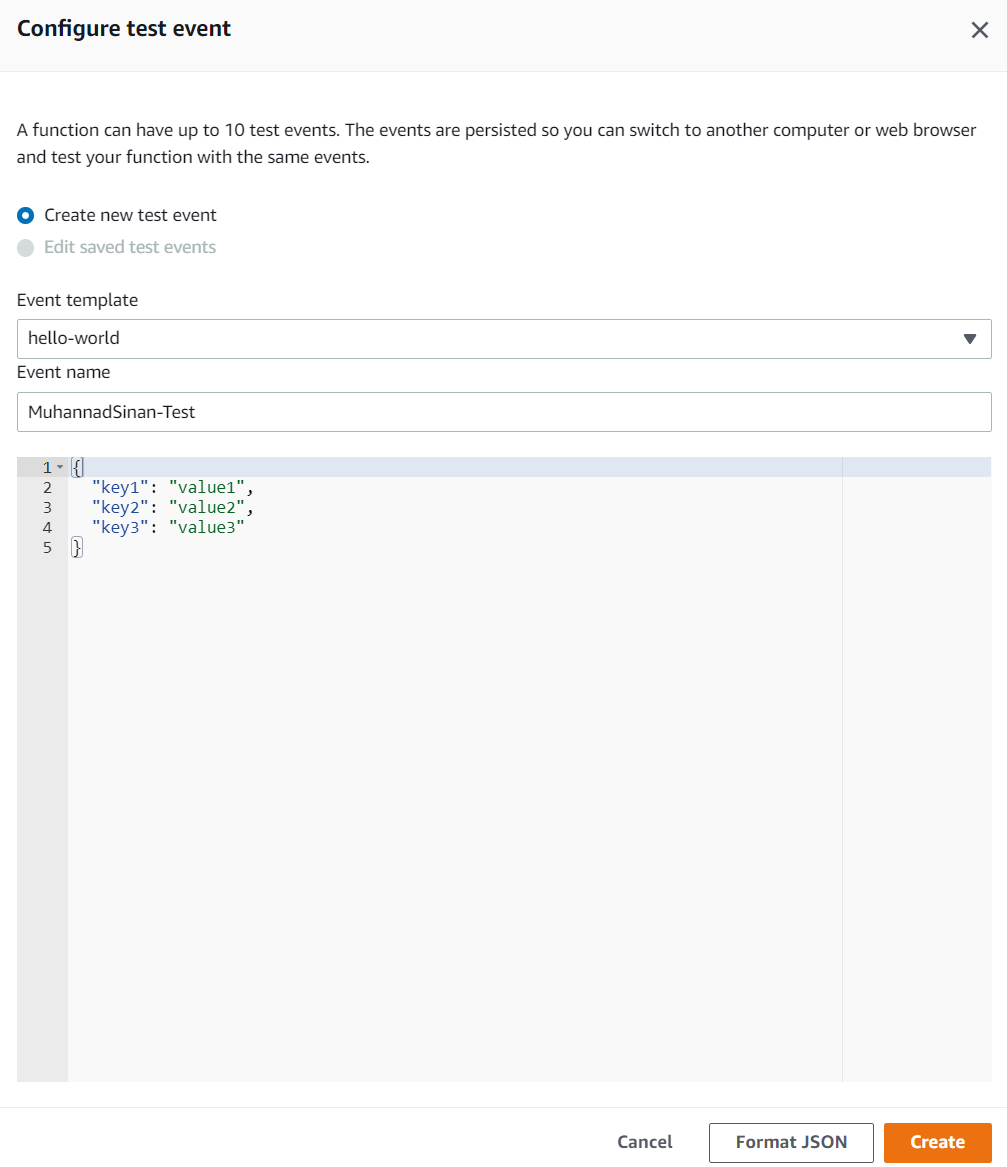 Configure test event
A function can have up to 10 test events. The events are persisted so you can switch to another computer or web browser
and test your function with the same events.
Create new test event
Edit saved test events
Event template
hello-world
Event name
MuhannadSinan-Test
1 {
2 "key1": "value1",
3 "key2": "value2",
4 "key3": "value3"
5 }
Cancel Format JSON Create